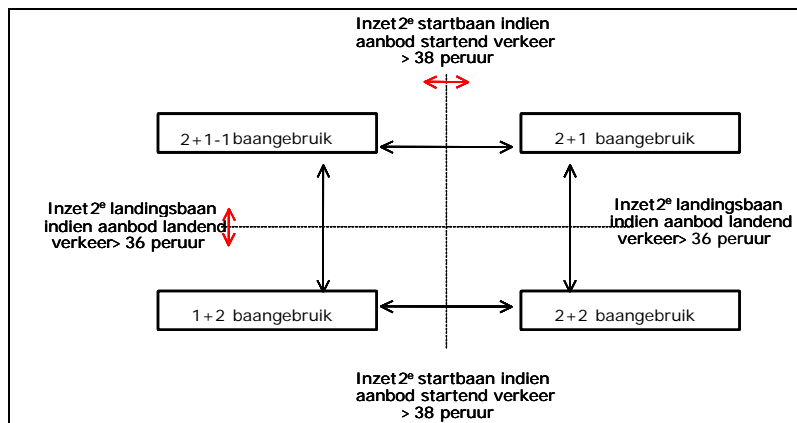 Inzet 2e startbaan indien
aanbod startend verkeer
> 38 peruur
2+1-1baangebruik
2+1 baangebruik
Inzet 2e landingsbaan
indien aanbod landend
verkeer> 36 peruur
Inzet 2e landingsbaan
indien aanbod landend
verkeer> 36 peruur
1+2 baangebruik
2+2 baangebruik
Inzet 2e startbaan indien
aanbod startend verkeer
> 38 peruur